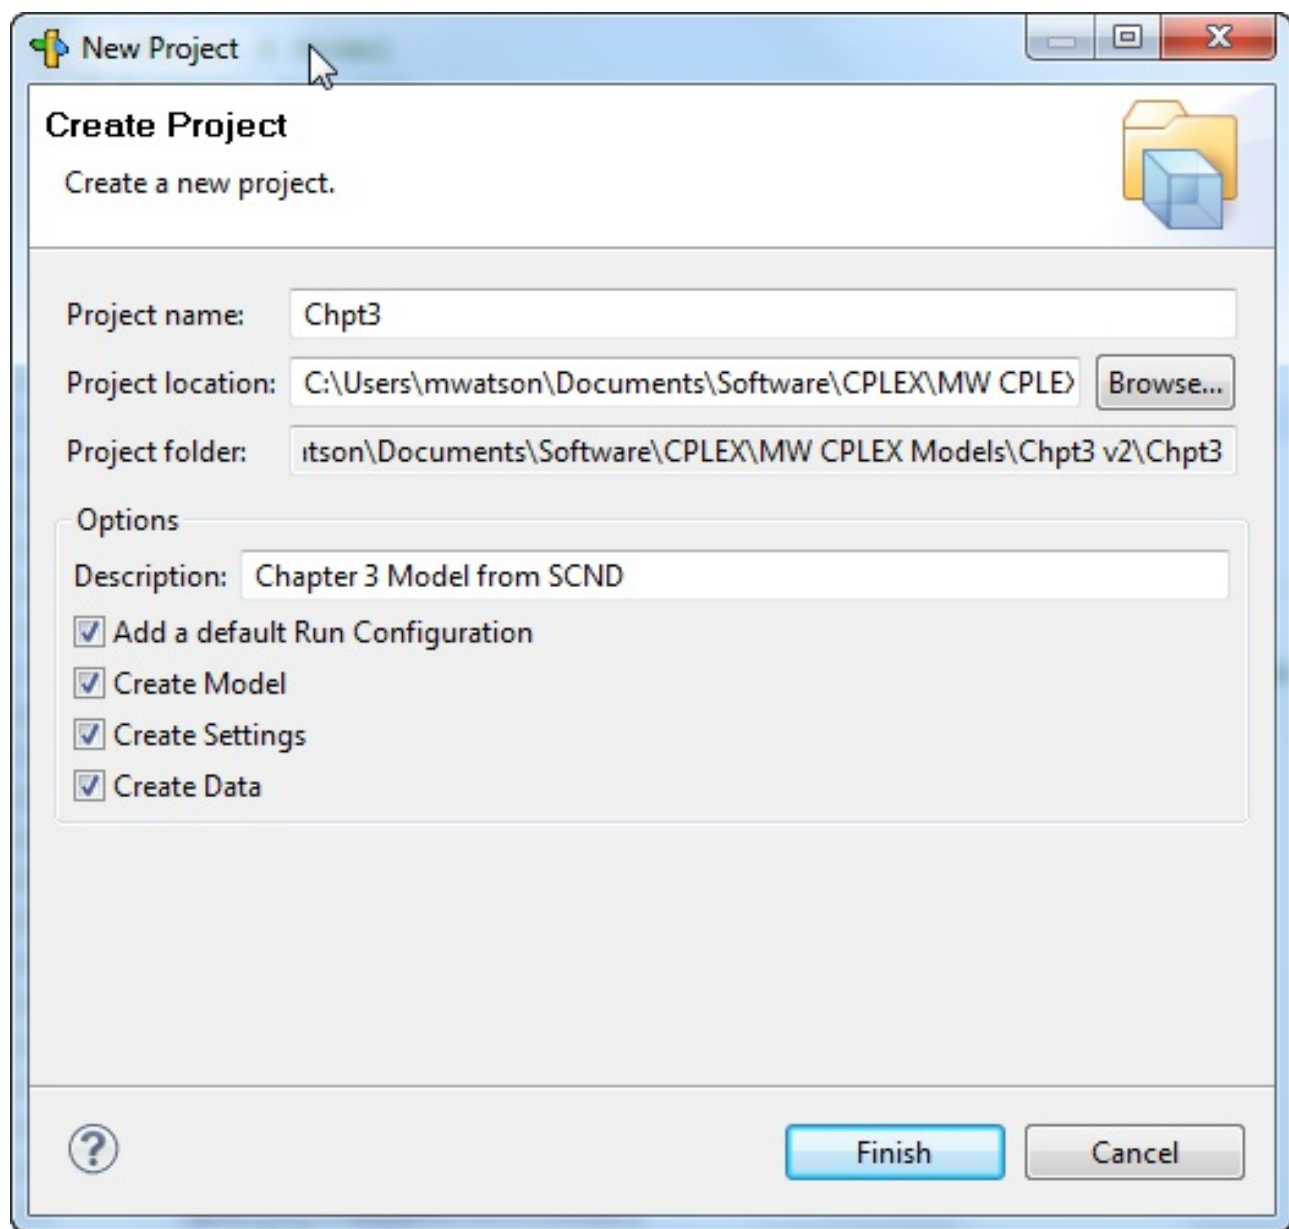 New Project
Create Project
Create a new project.
Project name: Chpt3
Project location: C:\Users\mwatson\Documents\Software\CPLEX\MW CPLEX Browse...
Project folder: itson\Documents\Software\CPLEX\MW CPLEX Models\Chpt3 v2\Chpt3
Options
Description: Chapter 3 Model from SCND
Add a default Run Configuration
Create Model
Create Settings
Create Data
Finish Cancel